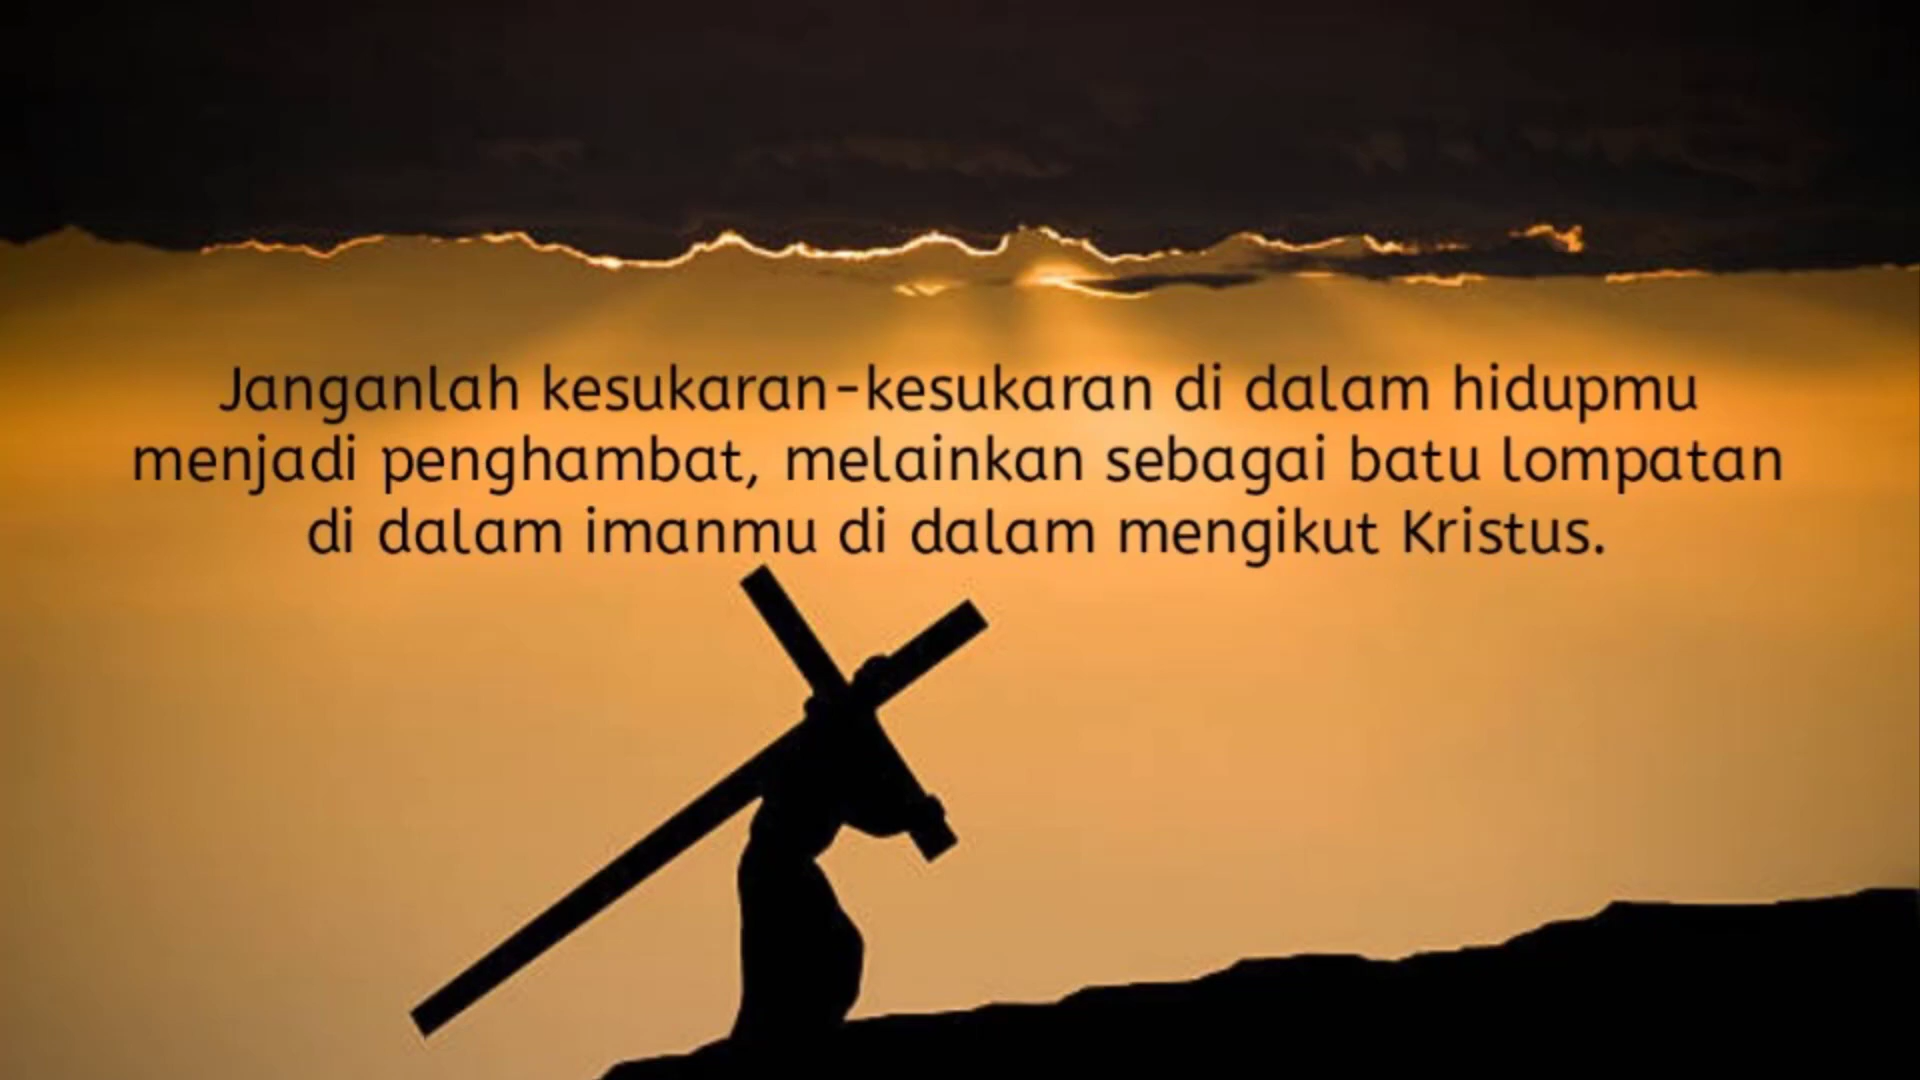 Janganlah kesukaran-kesukaran di dalam hidupmu
menjadi penghambat, melainkan sebagai batu lompatan
di dalam imanmu di dalam mengikut Kristus.